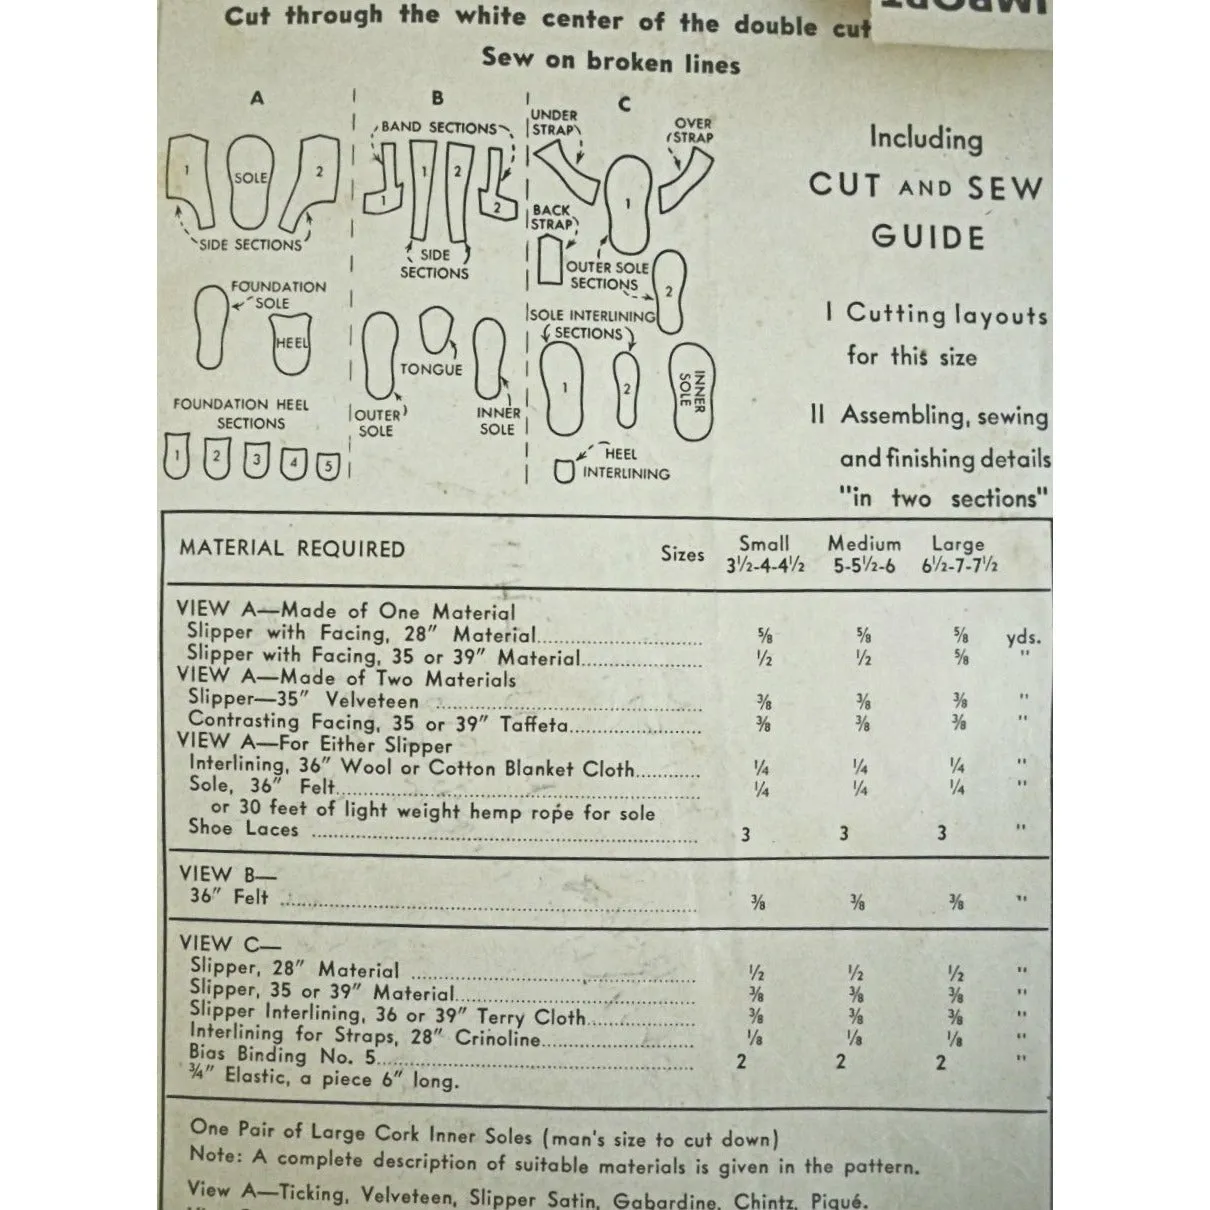 Cut through the white center of the double cut
Sew on broken lines
A
B
C
1
SOLE
2
SIDE SECTIONS
FOUNDATION
SOLE
HEEL
FOUNDATION HEEL
SECTIONS
1 2 3 4 5
BAND SECTIONS
1 1 2 2
SIDE
SECTIONS
TONGUE
OUTER
SOLE
INNER
SOLE
UNDER
STRAP
OVER
STRAP
1
BACK
STRAP
OUTER SOLE
SECTIONS
2
SOLE INTERLINING
SECTIONS
1
2
INNER
SOLE
HEEL
INTERLINING
Including
CUT AND SEW
GUIDE
I Cutting layouts
for this size
II Assembling, sewing
and finishing details
"in two sections"
MATERIAL REQUIRED Sizes Small Medium Large
3½-4-4½ 5-5½-6 6½-7-7½
VIEW A—Made of One Material
Slipper with Facing, 28" Material ⅝ ⅝ ⅝ yds.
Slipper with Facing, 35 or 39" Material ½ ½ ⅝ "
VIEW A—Made of Two Materials
Slipper—35" Velveteen ⅜ ⅜ ⅜ "
Contrasting Facing, 35 or 39" Taffeta ⅜ ⅜ ⅜ "
VIEW A—For Either Slipper
Interlining, 36" Wool or Cotton Blanket Cloth ¼ ¼ ¼ "
Sole, 36" Felt ¼ ¼ ¼ "
or 30 feet of light weight hemp rope for sole
Shoe Laces 3 3 3 "
VIEW B—
36" Felt ⅜ ⅜ ⅜ "
VIEW C—
Slipper, 28" Material ½ ½ ½ "
Slipper, 35 or 39" Material ⅜ ⅜ ⅜ "
Slipper Interlining, 36 or 39" Terry Cloth ⅜ ⅜ ⅜ "
Interlining for Straps, 28" Crinoline ⅛ ⅛ ⅛ "
Bias Binding No. 5 2 2 2 "
¾" Elastic, a piece 6" long.
One Pair of Large Cork Inner Soles (man's size to cut down)
Note: A complete description of suitable materials is given in the pattern.
View A—Ticking, Velveteen, Slipper Satin, Gabardine, Chintz, Piqué.